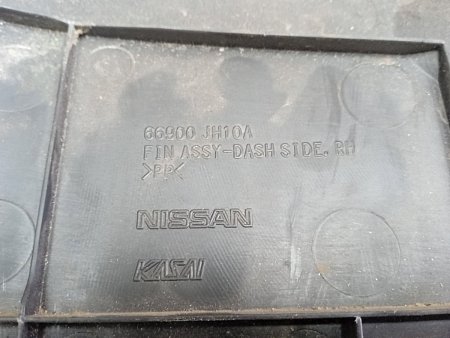 66900 JH10A
FIN ASSY-DASH SIDE, RH
>PP<
NISSAN
KASAI